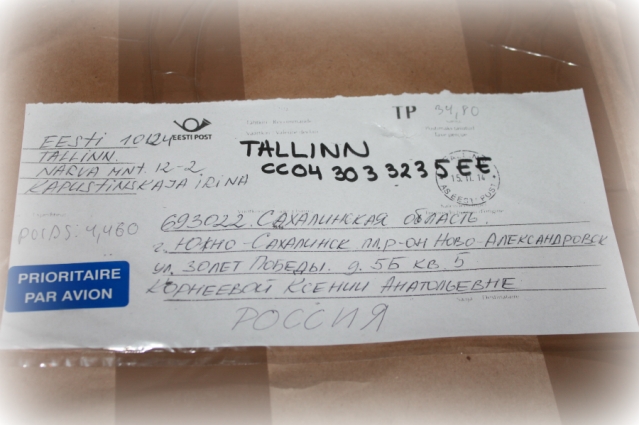 EESTI POST
TP 34,80
EESTI 10124
TALLINN.
NARVA MNT. 12-2
KAPUSTINSKAJA IRINA
TALLINN
CC04 303 3235 EE
POIDS: 4,460
PRIORITAIRE
PAR AVION
693022. САХАЛИНСКАЯ ОБЛАСТЬ.
г. ЮЖНО-САХАЛИНСК ПЛ.Р-ОН НОВО-АЛЕКСАНДРОВСК
ул. 30ЛЕТ ПОБЕДЫ. д. 5Б КВ. 5
КОРНЕЕВОЙ КСЕНИИ АНАТОЛЬЕВНЕ
РОССИЯ